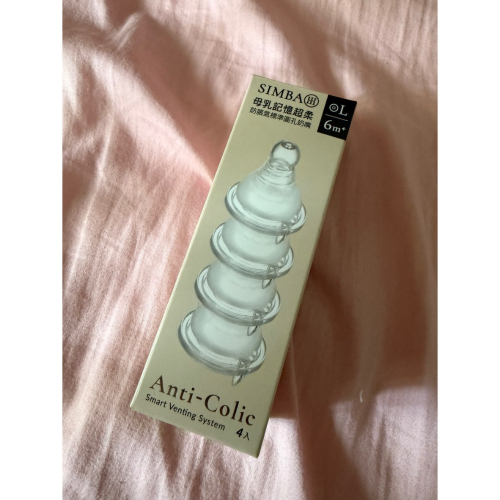 SIMBA
母乳記憶超柔
防脹氣標準圓孔奶嘴
L
6m+
Anti-Colic
Smart Venting System
4入